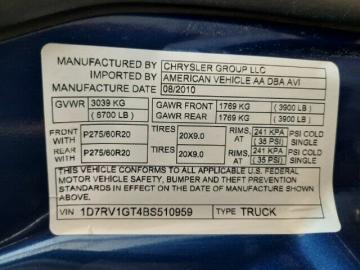 MANUFACTURED BY CHRYSLER GROUP LLC
IMPORTED BY AMERICAN VEHICLE AA DBA AVI
MANUFACTURE DATE 08/2010
GVWR 3039 KG GAWR FRONT 1769 KG ( 3900 LB )
( 6700 LB ) GAWR REAR 1769 KG ( 3900 LB )
FRONT WITH P275/60R20 TIRES 20X9.0 RIMS, AT 241 KPA ( 35 PSI ) PSI COLD SINGLE
REAR WITH P275/60R20 TIRES 20X9.0 RIMS, AT 241 KPA ( 35 PSI ) PSI COLD SINGLE
THIS VEHICLE CONFORMS TO ALL APPLICABLE U.S. FEDERAL
MOTOR VEHICLE SAFETY, BUMPER AND THEFT PREVENTION
STANDARDS IN EFFECT ON THE DATE OF MANUFACTURE SHOWN ABOVE.
VIN 1D7RV1GT4BS510959 TYPE TRUCK